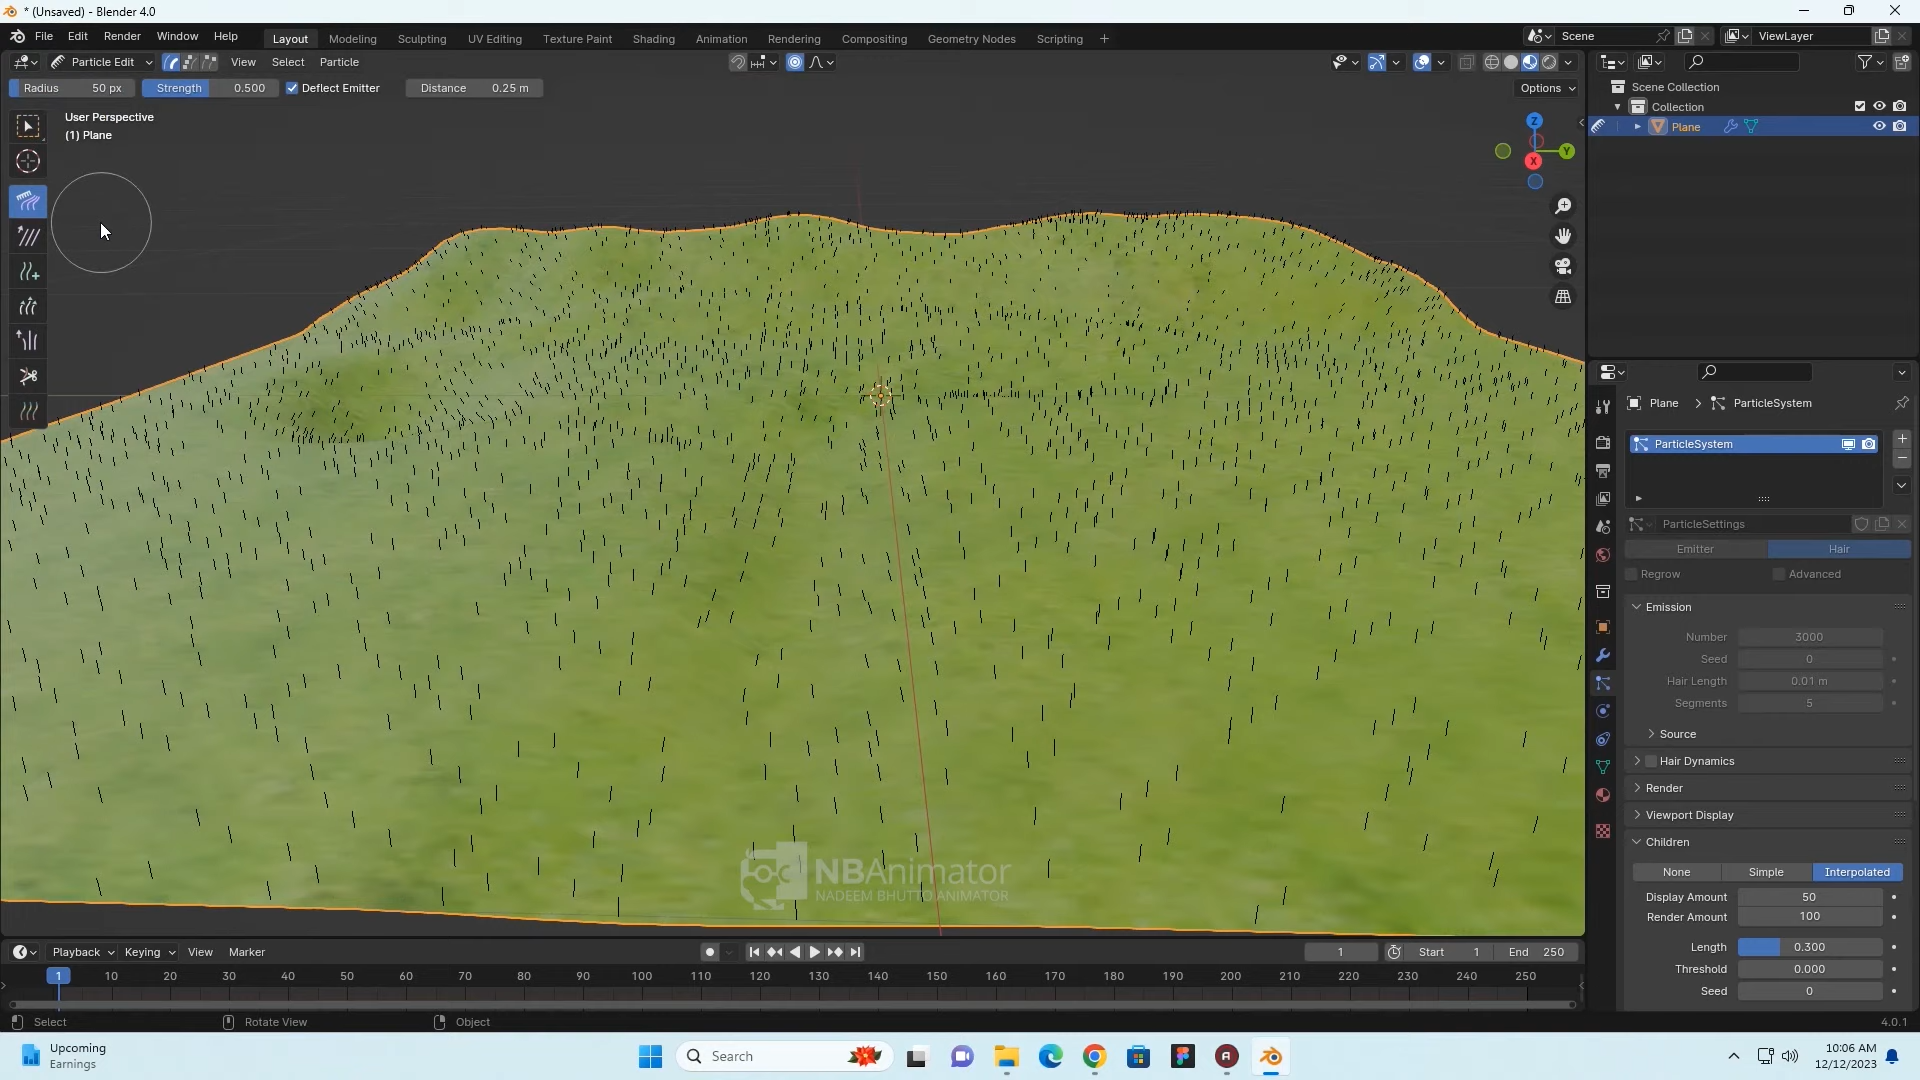 * (Unsaved) - Blender 4.0
File Edit Render Window Help
Layout Modeling Sculpting UV Editing Texture Paint Shading Animation Rendering Compositing Geometry Nodes Scripting +
Scene
ViewLayer
Particle Edit View Select Particle
Radius 50 px Strength 0.500 Deflect Emitter Distance 0.25 m
Options
User Perspective
(1) Plane
Z
Y
X
Scene Collection
Collection
Plane
Plane > ParticleSystem
ParticleSystem
ParticleSettings
Emitter Hair
Regrow Advanced
Emission
Number 3000
Seed 0
Hair Length 0.01 m
Segments 5
Source
Hair Dynamics
Render
Viewport Display
Children
None Simple Interpolated
Display Amount 50
Render Amount 100
Length 0.300
Threshold 0.000
Seed 0
NBAnimator
NADEEM BHUTTO ANIMATOR
Playback Keying View Marker
1 Start 1 End 250
1 10 20 30 40 50 60 70 80 90 100 110 120 130 140 150 160 170 180 190 200 210 220 230 240 250
Select Rotate View Object
4.0.1
Upcoming
Earnings
Search
10:06 AM
12/12/2023